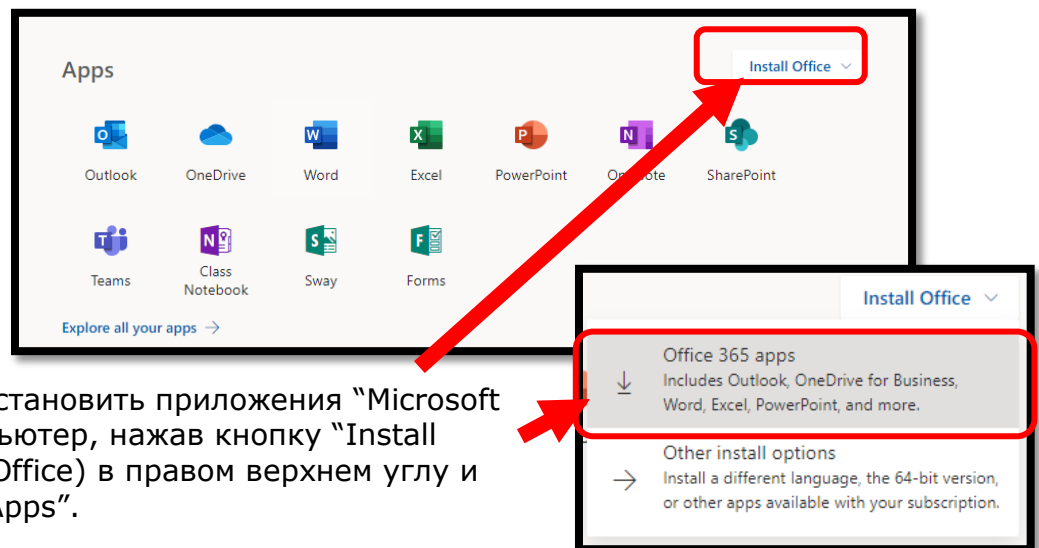 Apps
Install Office
Outlook
OneDrive
Word
Excel
PowerPoint
SharePoint
Teams
Class
Notebook
Sway
Forms
Explore all your apps →
Install Office
Office 365 apps
Includes Outlook, OneDrive for Business,
Word, Excel, PowerPoint, and more.
Other install options
Install a different language, the 64-bit version,
or other apps available with your subscription.
становить приложения “Microsoft
ьютер, нажав кнопку “Install
Office) в правом верхнем углу и
Apps”.